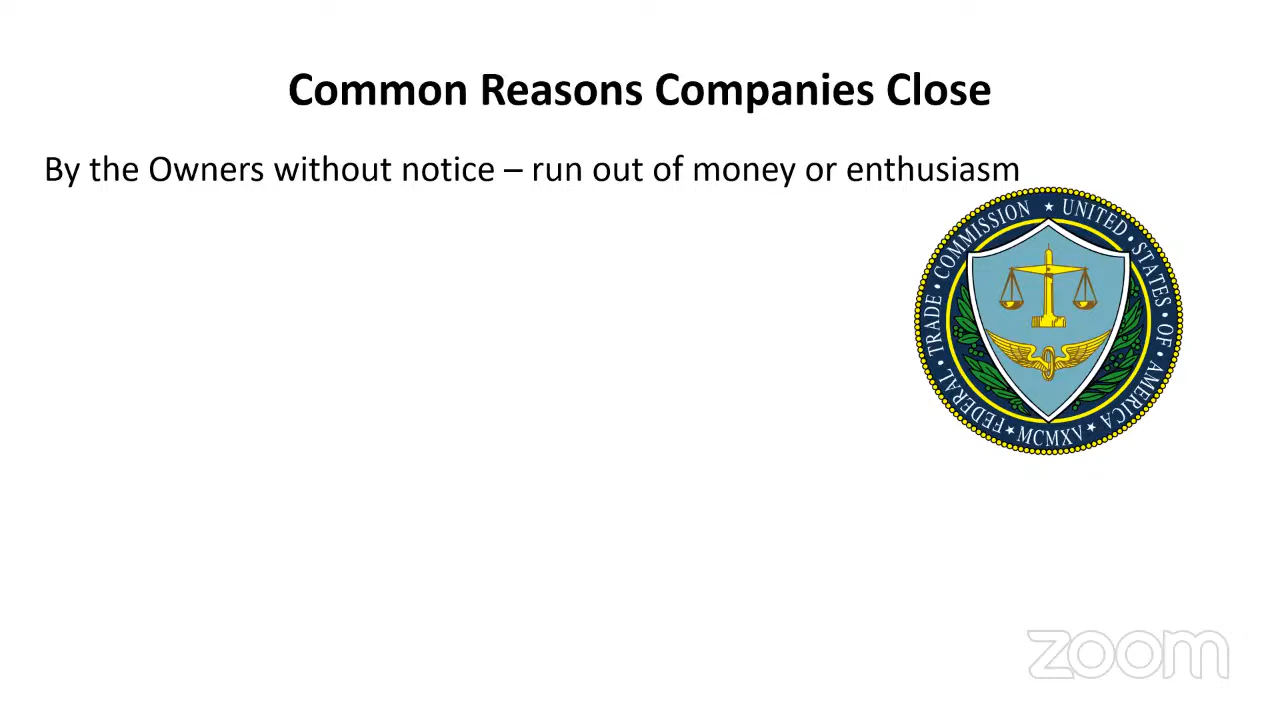 Common Reasons Companies Close
By the Owners without notice – run out of money or enthusiasm
FEDERAL • TRADE • COMMISSION ★ UNITED • STATES • OF • AMERICA
★ MCMXV ★
zoom